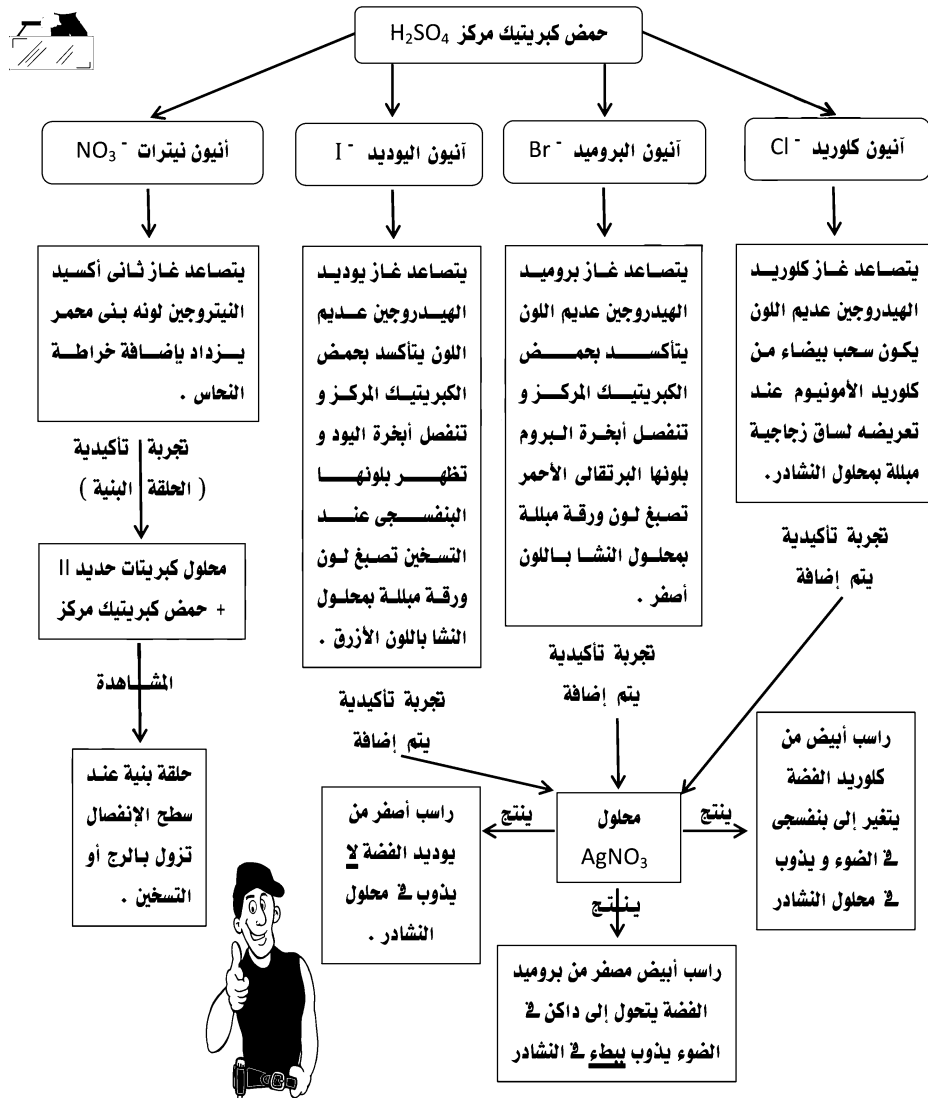 حمض كبريتيك مركز H₂SO₄
آنيون كلوريد Cl⁻
آنيون البروميد Br⁻
آنيون اليوديد I⁻
أنيون نيترات NO₃⁻
يتصاعد غاز كلوريد
الهيدروجين عديم اللون
يكون سحب بيضاء من
كلوريد الأمونيوم عند
تعريضه لساق زجاجية
مبللة بمحلول النشادر.
يتصاعد غاز بروميد
الهيدروجين عديم اللون
يتأكسد بحمض
الكبريتيك المركز و
تنفصل أبخرة البروم
بلونها البرتقالى الأحمر
تصبغ لون ورقة مبللة
بمحلول النشا باللون
أصفر .
يتصاعد غاز يوديد
الهيدروجين عديم
اللون يتأكسد بحمض
الكبريتيك المركز و
تنفصل أبخرة اليود و
تظهر بلونها
البنفسجى عند
التسخين تصبغ لون
ورقة مبللة بمحلول
النشا باللون الأزرق .
يتصاعد غاز ثانى أكسيد
النيتروجين لونه بنى محمر
يزداد بإضافة خراطة
النحاس .
تجربة تأكيدية
( الحلقة البنية )
محلول كبريتات حديد II
+ حمض كبريتيك مركز
المشاهدة
حلقة بنية عند
سطح الإنفصال
تزول بالرج أو
التسخين .
تجربة تأكيدية
يتم إضافة
تجربة تأكيدية
يتم إضافة
تجربة تأكيدية
يتم إضافة
محلول
AgNO₃
ينتج
راسب أبيض من
كلوريد الفضة
يتغير إلى بنفسجى
في الضوء و يذوب
في محلول النشادر
ينتج
راسب أصفر من
يوديد الفضة لا
يذوب في محلول
النشادر .
ينتج
راسب أبيض مصفر من بروميد
الفضة يتحول إلى داكن في
الضوء يذوب ببطء في النشادر